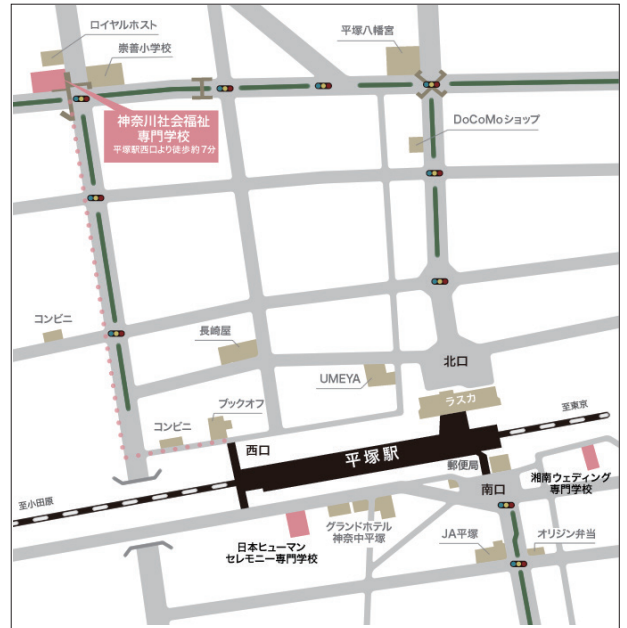 ロイヤルホスト
崇善小学校
平塚八幡宮
神奈川社会福祉
専門学校
平塚駅西口より徒歩約7分
DoCoMoショップ
コンビニ
長崎屋
北口
UMEYA
ラスカ
ブックオフ
コンビニ
西口
平塚駅
至東京
郵便局
湘南ウェディング
専門学校
至小田原
南口
グランドホテル
神奈中平塚
日本ヒューマン
セレモニー専門学校
JA平塚
オリジン弁当